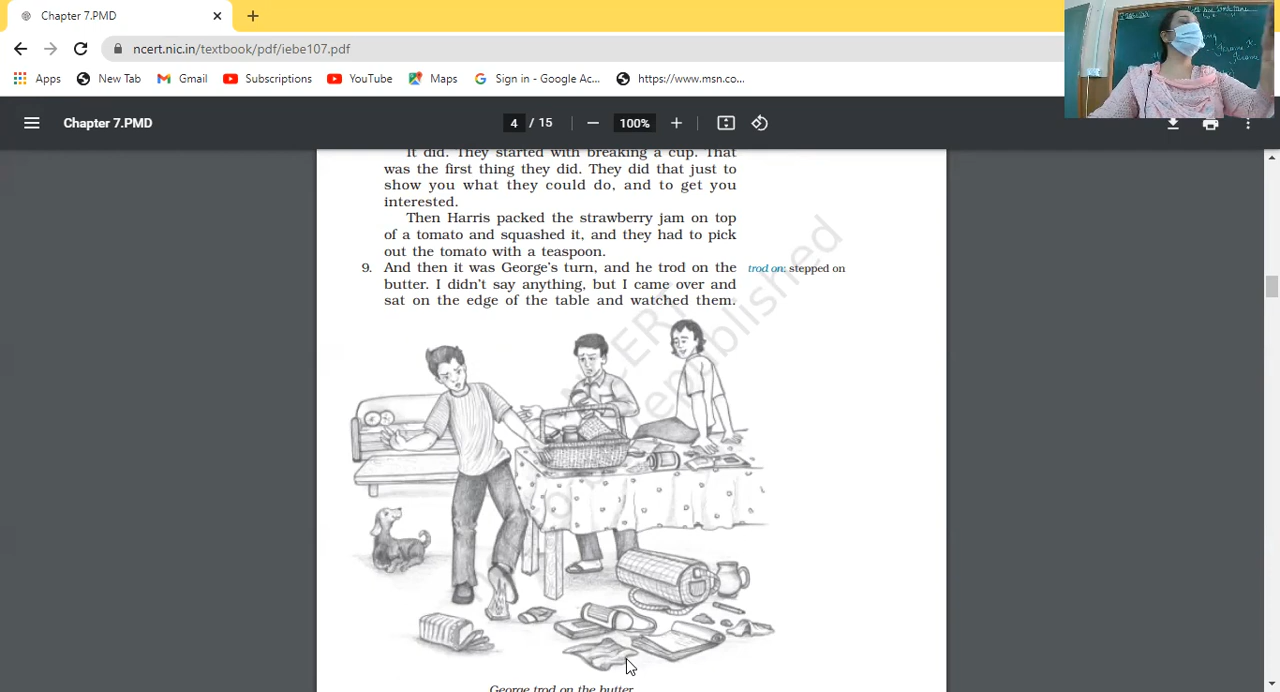 Chapter 7.PMD
ncert.nic.in/textbook/pdf/iebe107.pdf
Apps New Tab Gmail Subscriptions YouTube Maps Sign in - Google Ac... https://www.msn.co...
Chapter 7.PMD 4 / 15 100%
It did. They started with breaking a cup. That
was the first thing they did. They did that just to
show you what they could do, and to get you
interested.
Then Harris packed the strawberry jam on top
of a tomato and squashed it, and they had to pick
out the tomato with a teaspoon.
9. And then it was George's turn, and he trod on the
trod on: stepped on
butter. I didn't say anything, but I came over and
sat on the edge of the table and watched them.
NCERT
published
George trod on the butter